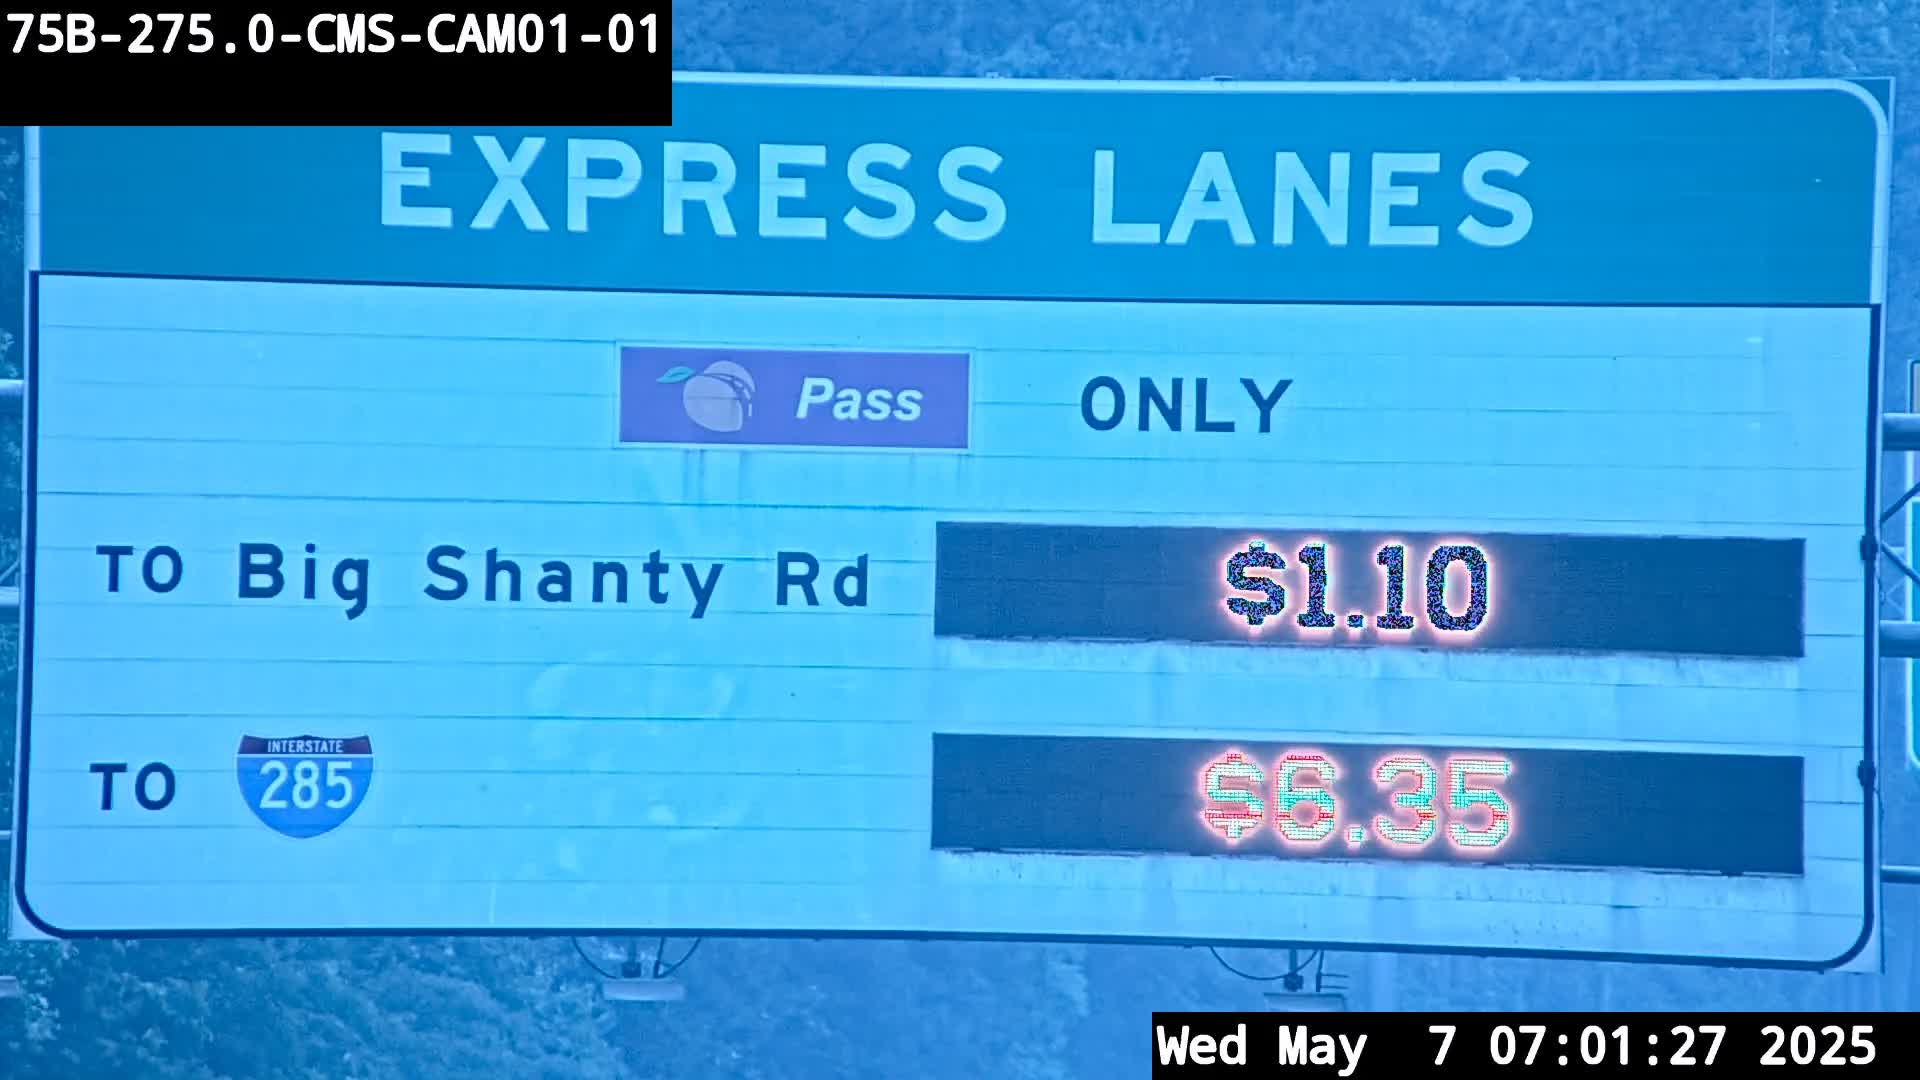 75B-275.0-CMS-CAM01-01
EXPRESS LANES
Pass ONLY
TO Big Shanty Rd $1.10
INTERSTATE
TO 285 $6.35
Wed May 7 07:01:27 2025